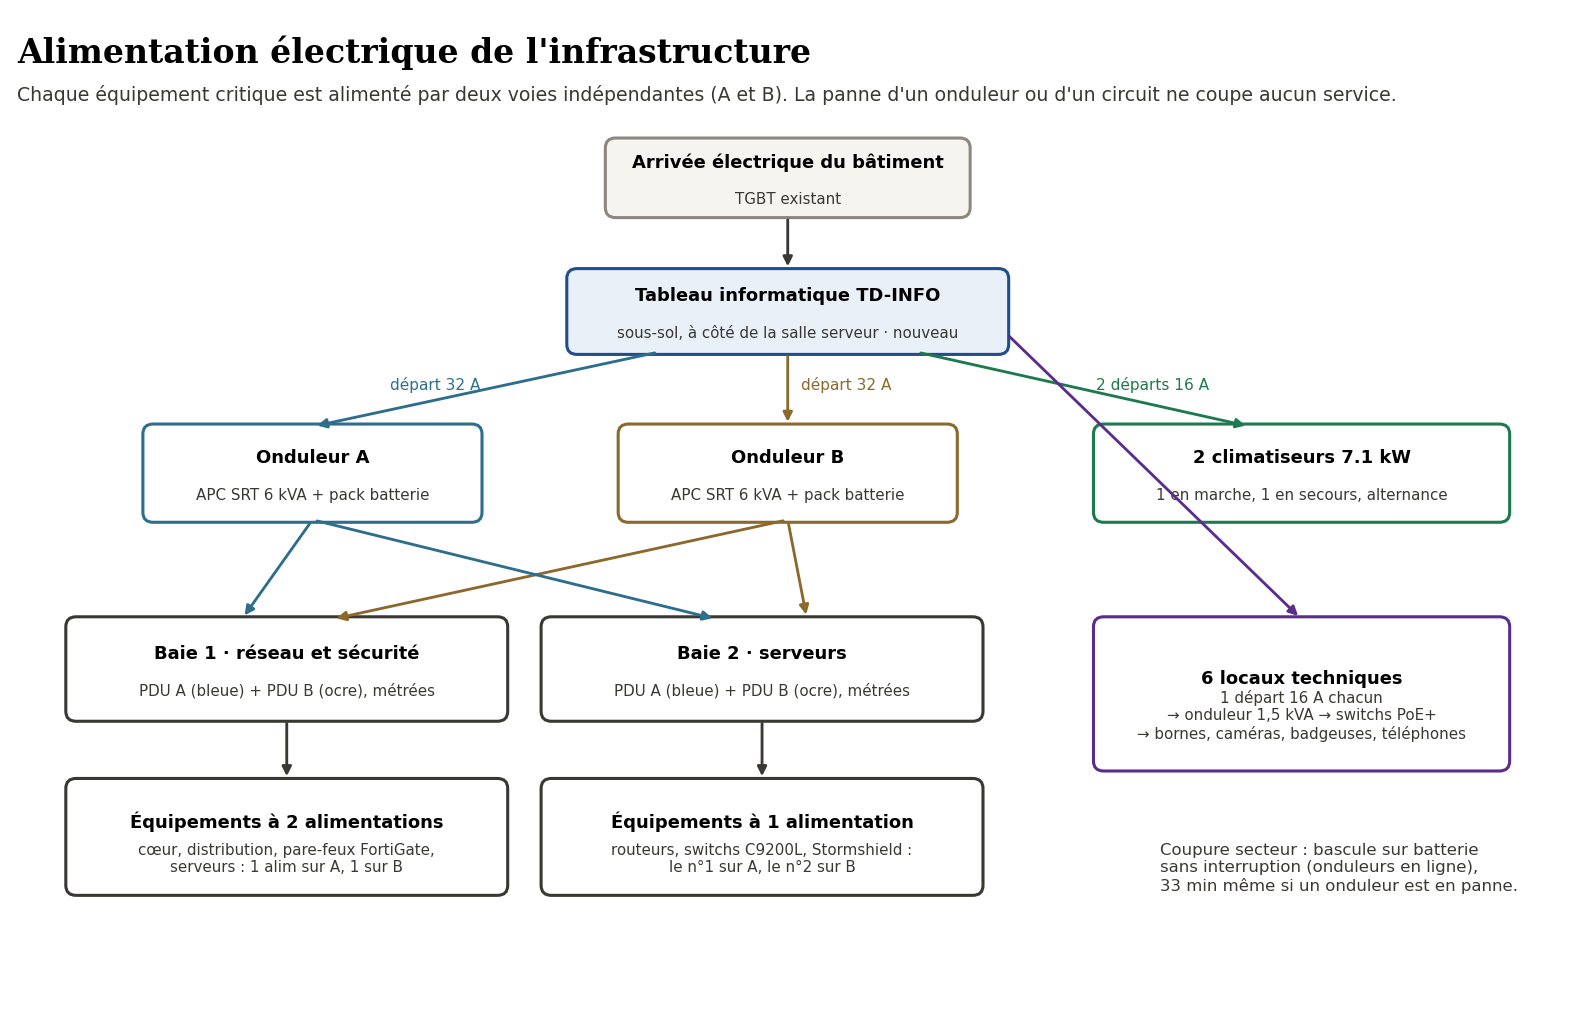 Alimentation électrique de l'infrastructure
Chaque équipement critique est alimenté par deux voies indépendantes (A et B). La panne d'un onduleur ou d'un circuit ne coupe aucun service.
Arrivée électrique du bâtiment
TGBT existant
Tableau informatique TD-INFO
sous-sol, à côté de la salle serveur · nouveau
départ 32 A
départ 32 A
2 départs 16 A
Onduleur A
APC SRT 6 kVA + pack batterie
Onduleur B
APC SRT 6 kVA + pack batterie
2 climatiseurs 7.1 kW
1 en marche, 1 en secours, alternance
Baie 1 · réseau et sécurité
PDU A (bleue) + PDU B (ocre), métrées
Baie 2 · serveurs
PDU A (bleue) + PDU B (ocre), métrées
6 locaux techniques
1 départ 16 A chacun
→ onduleur 1,5 kVA → switchs PoE+
→ bornes, caméras, badgeuses, téléphones
Équipements à 2 alimentations
cœur, distribution, pare-feux FortiGate,
serveurs : 1 alim sur A, 1 sur B
Équipements à 1 alimentation
routeurs, switchs C9200L, Stormshield :
le n°1 sur A, le n°2 sur B
Coupure secteur : bascule sur batterie
sans interruption (onduleurs en ligne),
33 min même si un onduleur est en panne.